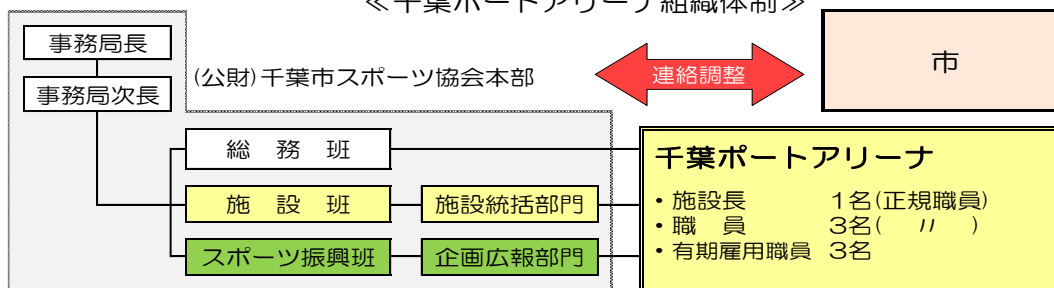 ≪千葉ポートアリーナ組織体制≫
事務局長
事務局次長
(公財)千葉市スポーツ協会本部
連絡調整
市
総 務 班
施 設 班
施設統括部門
スポーツ振興班
企画広報部門
千葉ポートアリーナ
・施設長 1名(正規職員)
・職 員 3名( 〃 )
・有期雇用職員 3名